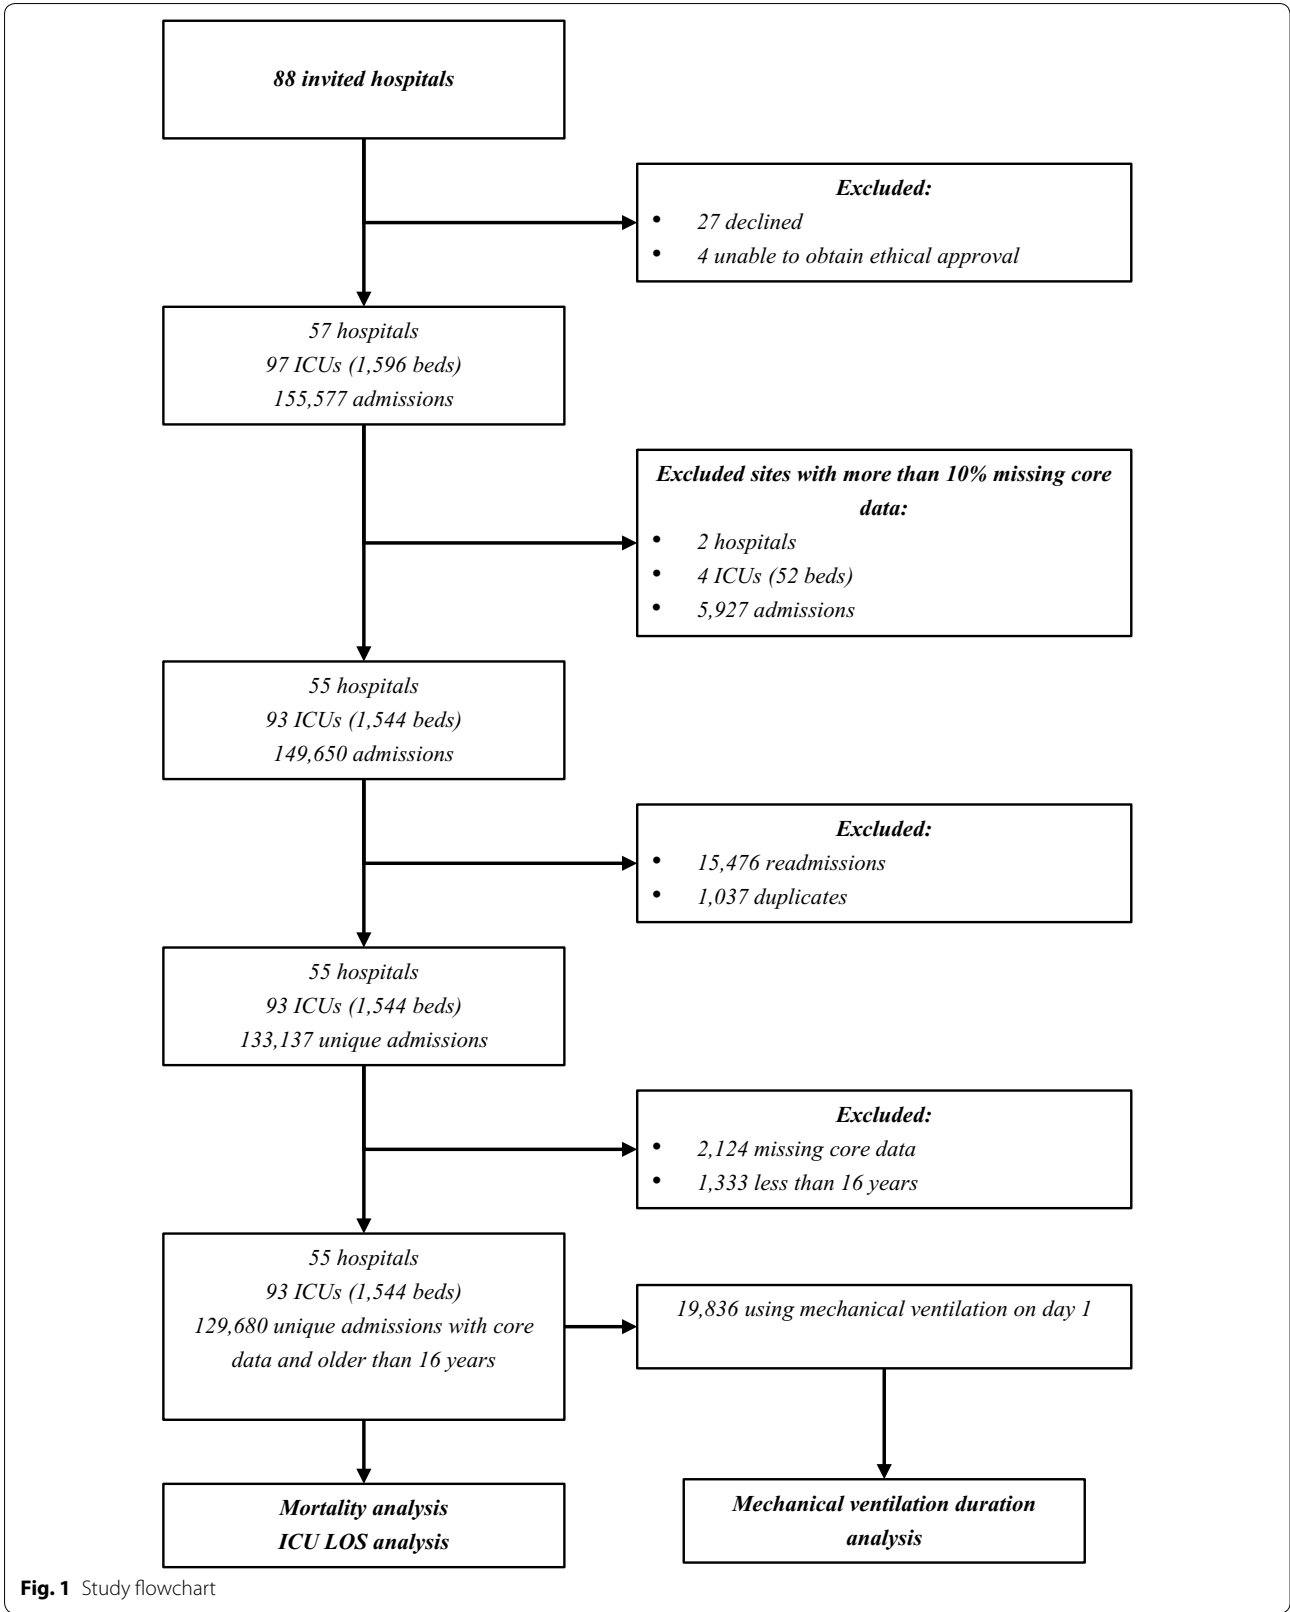 88 invited hospitals
Excluded:
• 27 declined
• 4 unable to obtain ethical approval
57 hospitals
97 ICUs (1,596 beds)
155,577 admissions
Excluded sites with more than 10% missing core
data:
• 2 hospitals
• 4 ICUs (52 beds)
• 5,927 admissions
55 hospitals
93 ICUs (1,544 beds)
149,650 admissions
Excluded:
• 15,476 readmissions
• 1,037 duplicates
55 hospitals
93 ICUs (1,544 beds)
133,137 unique admissions
Excluded:
• 2,124 missing core data
• 1,333 less than 16 years
55 hospitals
93 ICUs (1,544 beds)
129,680 unique admissions with core
data and older than 16 years
19,836 using mechanical ventilation on day 1
Mortality analysis
ICU LOS analysis
Mechanical ventilation duration
analysis
Fig. 1 Study flowchart